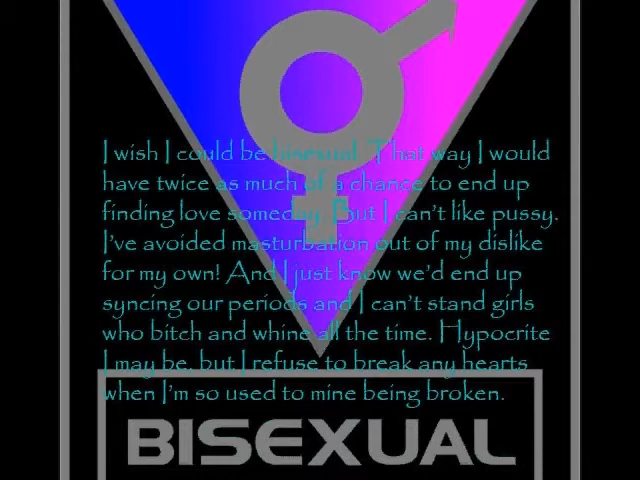 I wish I could be bisexual. That way I would
have twice as much of a chance to end up
finding love someday. But I can't like pussy.
I've avoided masturbation out of my dislike
for my own! And I just know we'd end up
syncing our periods and I can't stand girls
who bitch and whine all the time. Hypocrite
I may be, but I refuse to break any hearts
when I'm so used to mine being broken.
BISEXUAL